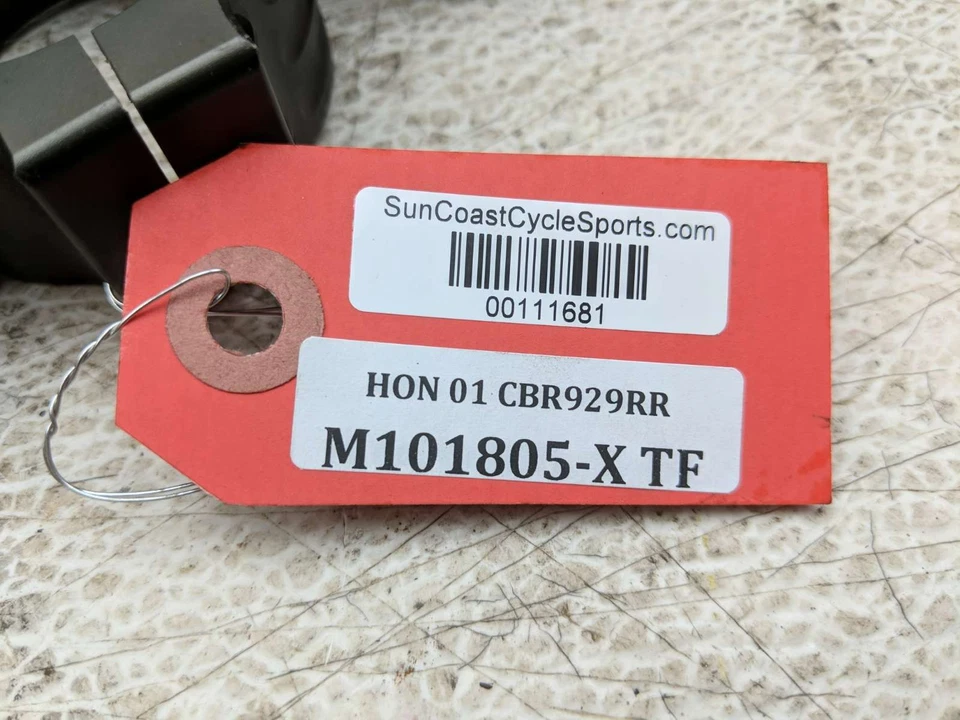 SunCoastCycleSports.com
00111681
HON 01 CBR929RR
M101805-X TF